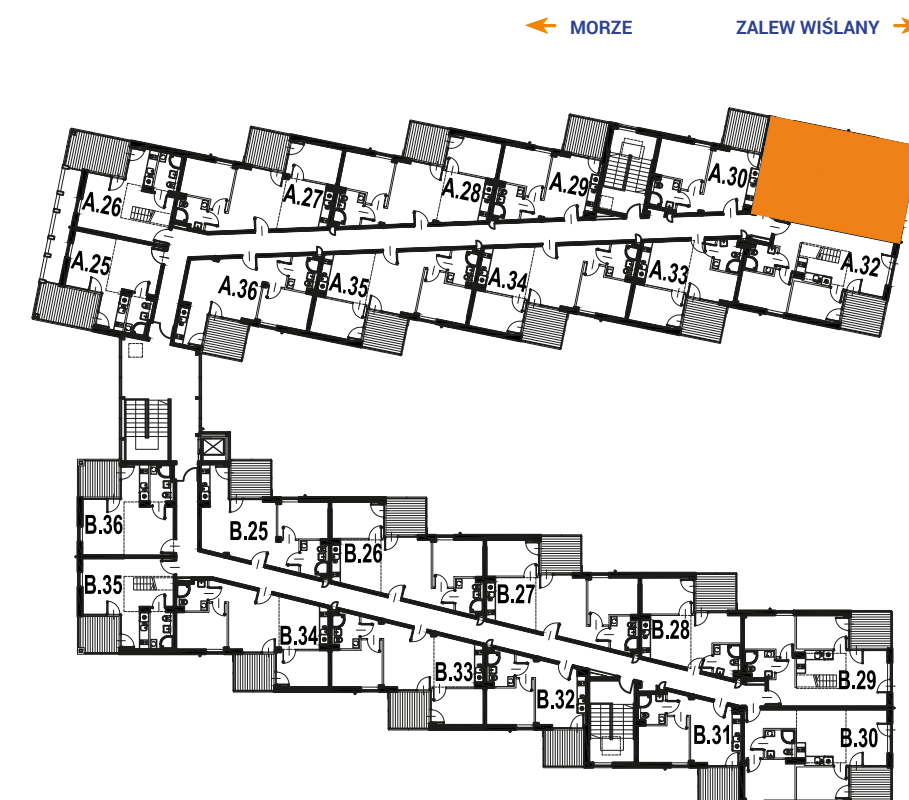 MORZE ZALEW WIŚLANY
A.26 A.27 A.28 A.29 A.30
A.25 A.36 A.35 A.34 A.33 A.32
B.36 B.25 B.26 B.27 B.28 B.29
B.35 B.34 B.33 B.32 B.31 B.30